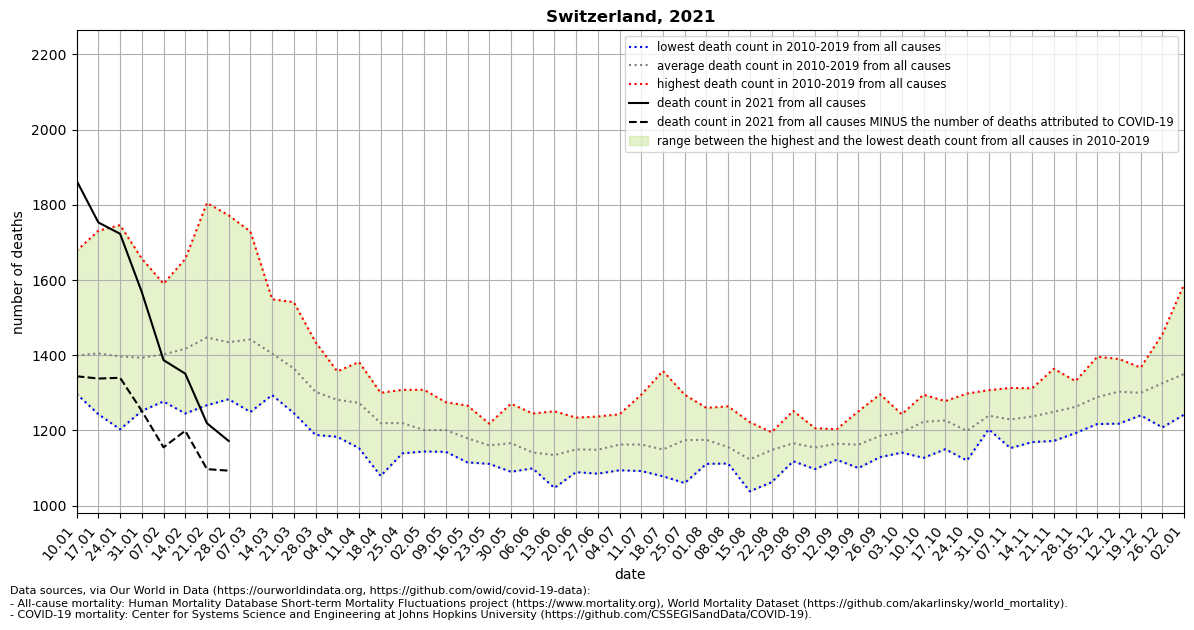 Switzerland, 2021
lowest death count in 2010-2019 from all causes
average death count in 2010-2019 from all causes
highest death count in 2010-2019 from all causes
death count in 2021 from all causes
death count in 2021 from all causes MINUS the number of deaths attributed to COVID-19
range between the highest and the lowest death count from all causes in 2010-2019
number of deaths
2200
2000
1800
1600
1400
1200
1000
10.01 17.01 24.01 31.01 07.02 14.02 21.02 28.02 07.03 14.03 21.03 28.03 04.04 11.04 18.04 25.04 02.05 09.05 16.05 23.05 30.05 06.06 13.06 20.06 27.06 04.07 11.07 18.07 25.07 01.08 08.08 15.08 22.08 29.08 05.09 12.09 19.09 26.09 03.10 10.10 17.10 24.10 31.10 07.11 14.11 21.11 28.11 05.12 12.12 19.12 26.12 02.01
date
Data sources, via Our World in Data (https://ourworldindata.org, https://github.com/owid/covid-19-data):
- All-cause mortality: Human Mortality Database Short-term Mortality Fluctuations project (https://www.mortality.org), World Mortality Dataset (https://github.com/akarlinsky/world_mortality).
- COVID-19 mortality: Center for Systems Science and Engineering at Johns Hopkins University (https://github.com/CSSEGISandData/COVID-19).